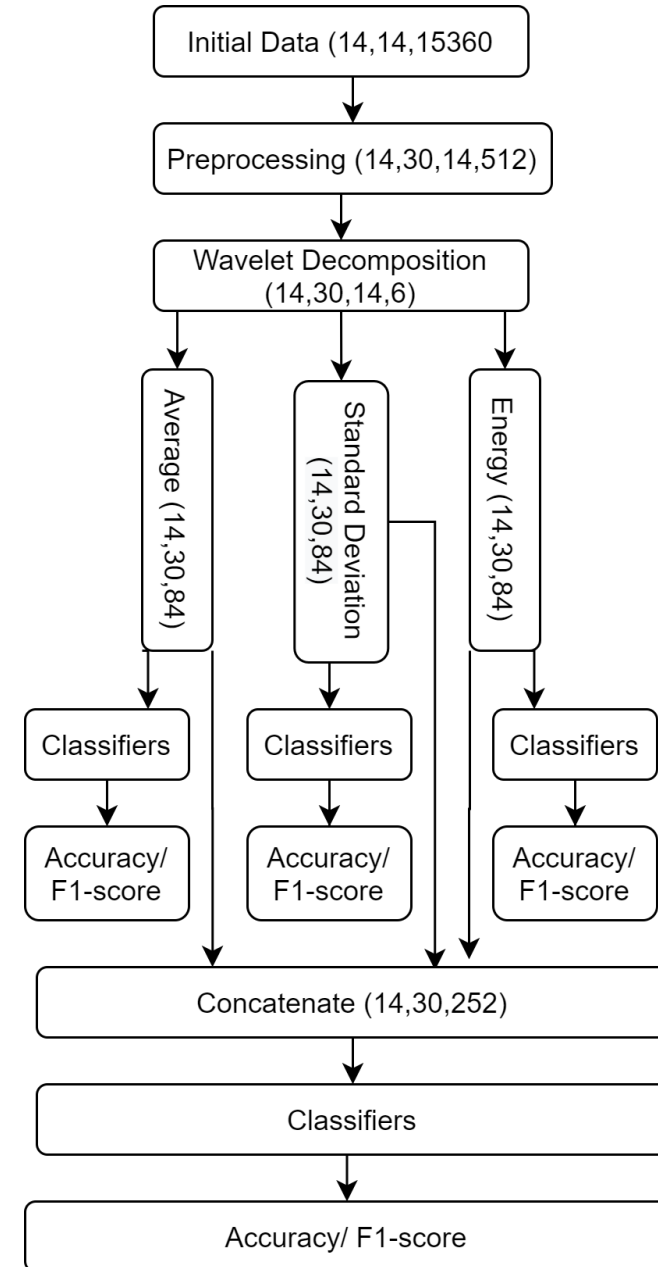 Initial Data (14,14,15360
Preprocessing (14,30,14,512)
Wavelet Decomposition
(14,30,14,6)
Average (14,30,84)
Standard Deviation
(14,30,84)
Energy (14,30,84)
Classifiers
Classifiers
Classifiers
Accuracy/
F1-score
Accuracy/
F1-score
Accuracy/
F1-score
Concatenate (14,30,252)
Classifiers
Accuracy/ F1-score